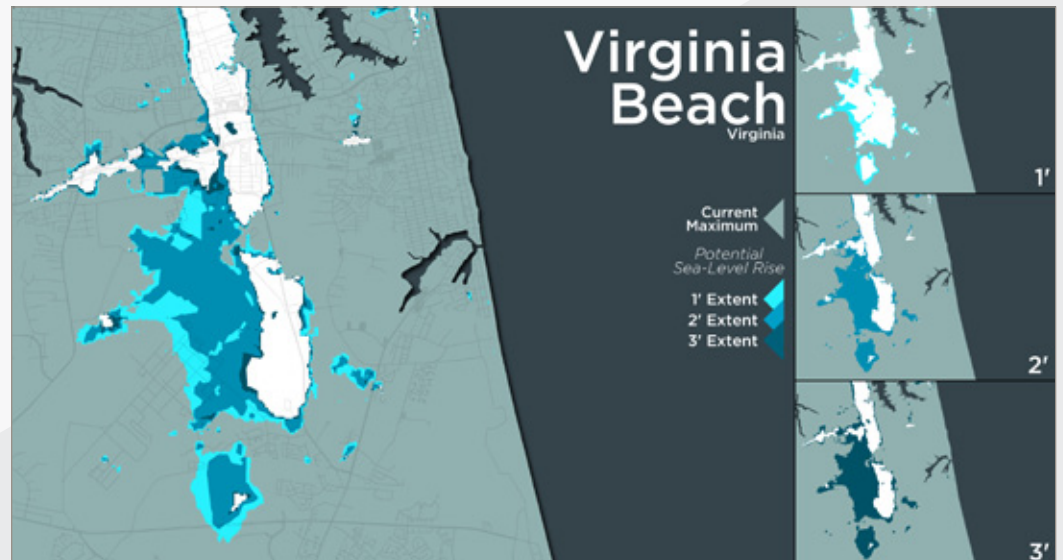 Virginia
Beach
Virginia
Current
Maximum
Potential
Sea-Level Rise
1' Extent
2' Extent
3' Extent
1'
2'
3'